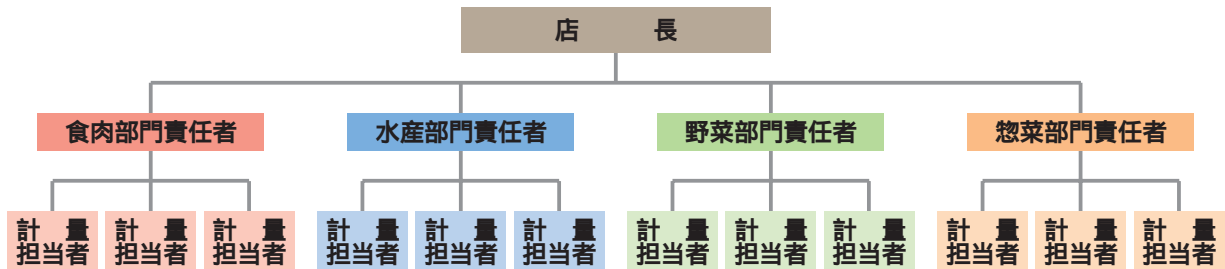 店　長
食肉部門責任者
水産部門責任者
野菜部門責任者
惣菜部門責任者
計　量
担当者
計　量
担当者
計　量
担当者
計　量
担当者
計　量
担当者
計　量
担当者
計　量
担当者
計　量
担当者
計　量
担当者
計　量
担当者
計　量
担当者
計　量
担当者